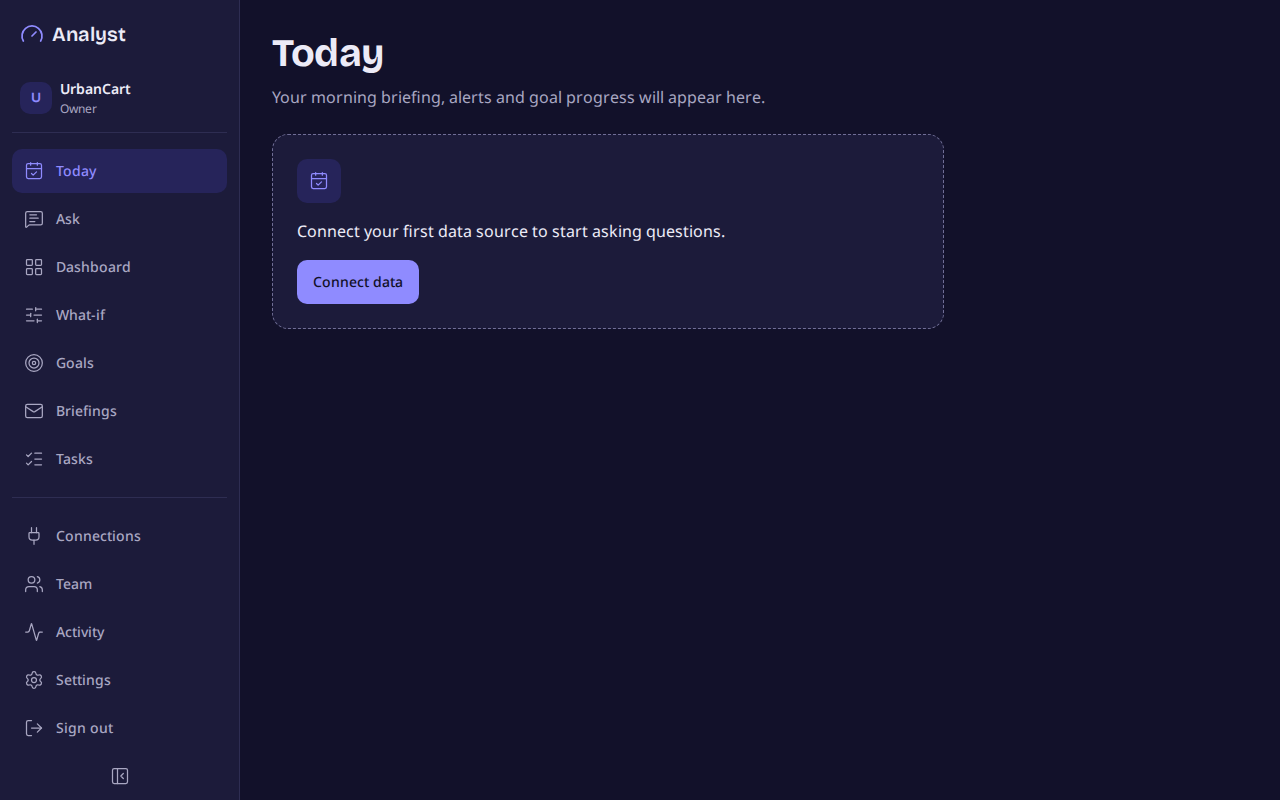 Analyst
U
UrbanCart
Owner
Today
Ask
Dashboard
What-if
Goals
Briefings
Tasks
Connections
Team
Activity
Settings
Sign out
Today
Your morning briefing, alerts and goal progress will appear here.
Connect your first data source to start asking questions.
Connect data